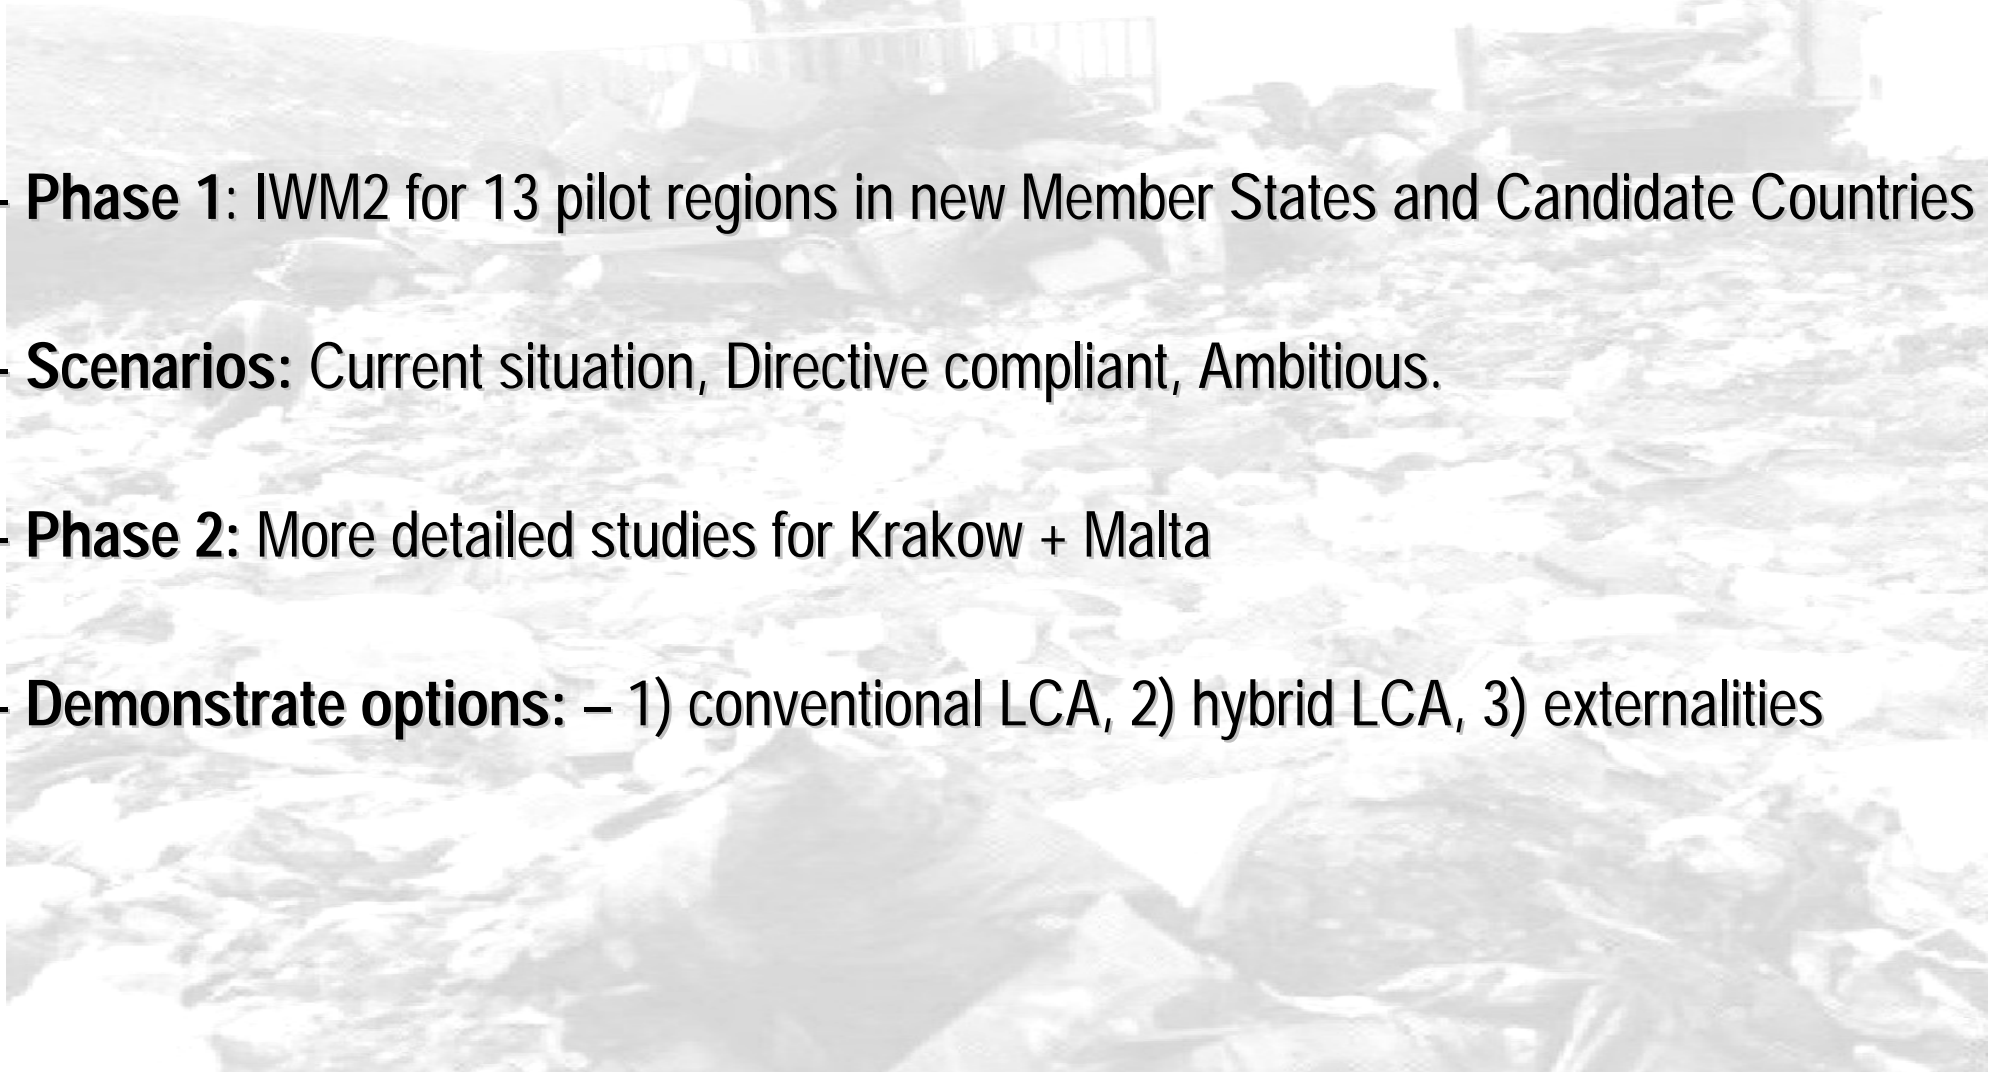 - Phase 1: IWM2 for 13 pilot regions in new Member States and Candidate Countries
- Scenarios: Current situation, Directive compliant, Ambitious.
- Phase 2: More detailed studies for Krakow + Malta
- Demonstrate options: – 1) conventional LCA, 2) hybrid LCA, 3) externalities